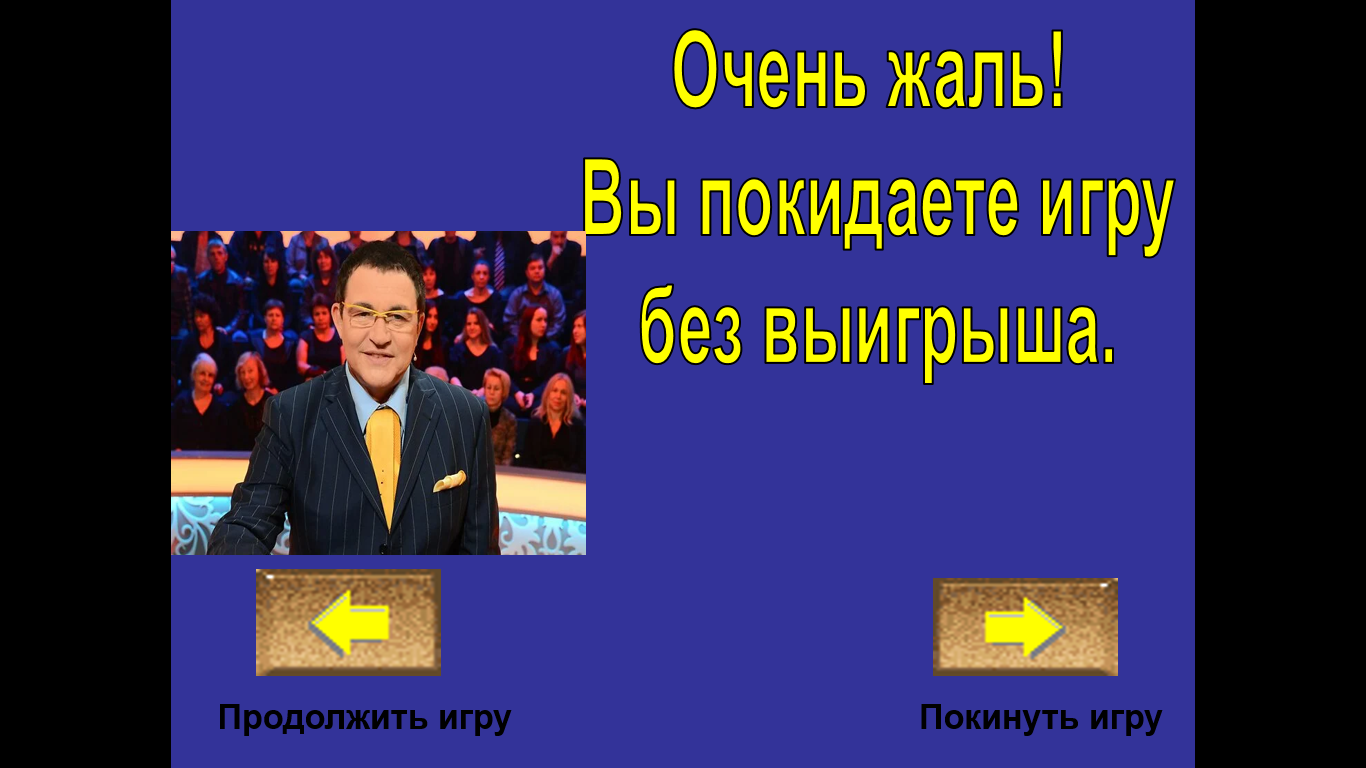 Очень жаль!
Вы покидаете игру
без выигрыша.
Продолжить игру
Покинуть игру